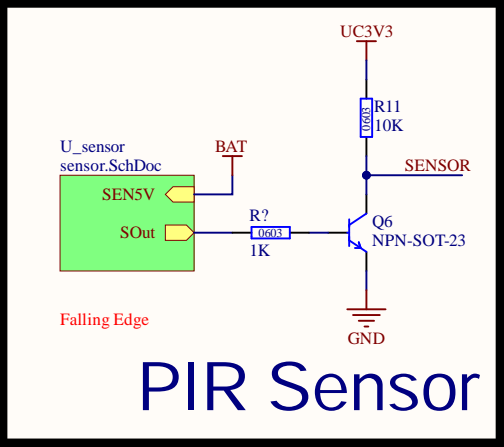 UC3V3
R11
0603
10K
U_sensor
sensor.SchDoc
BAT
SENSOR
SEN5V
SOut
R?
0603
1K
Q6
NPN-SOT-23
Falling Edge
GND
PIR Sensor